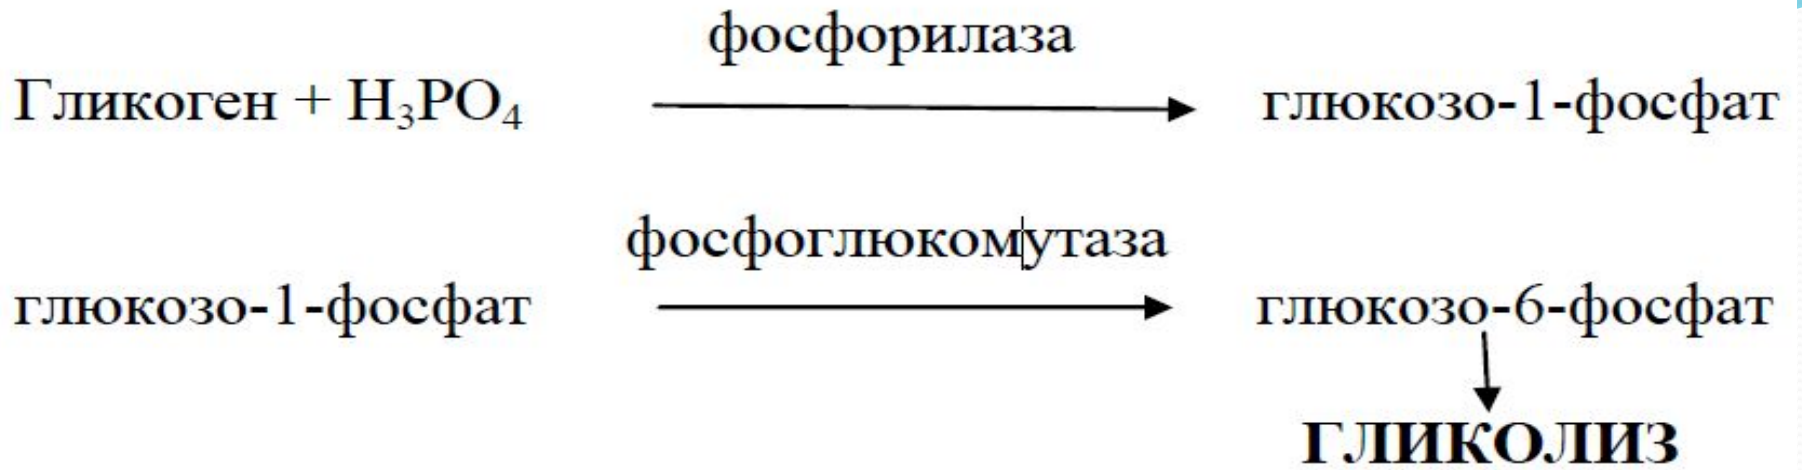 фосфорилаза
Гликоген + H₃PO₄ глюкозо-1-фосфат
фосфоглюкомутаза
глюкозо-1-фосфат глюкозо-6-фосфат
ГЛИКОЛИЗ